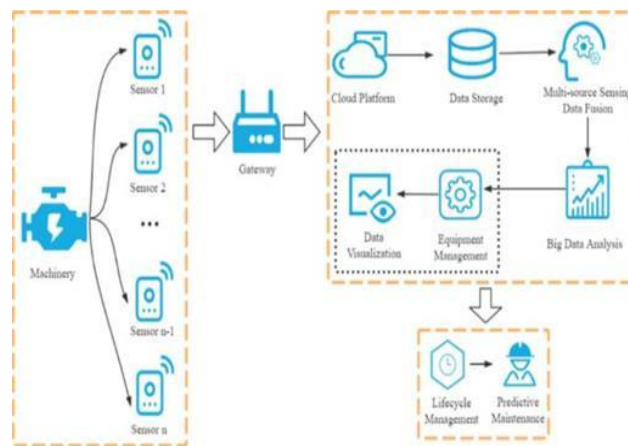 Sensor 1
Sensor 2
...
Sensor n-1
Sensor n
Machinery
Gateway
Cloud Platform
Data Storage
Multi-source Sensing
Data Fusion
Big Data Analysis
Equipment
Management
Data
Visualization
Lifecycle
Management
Predictive
Maintenance